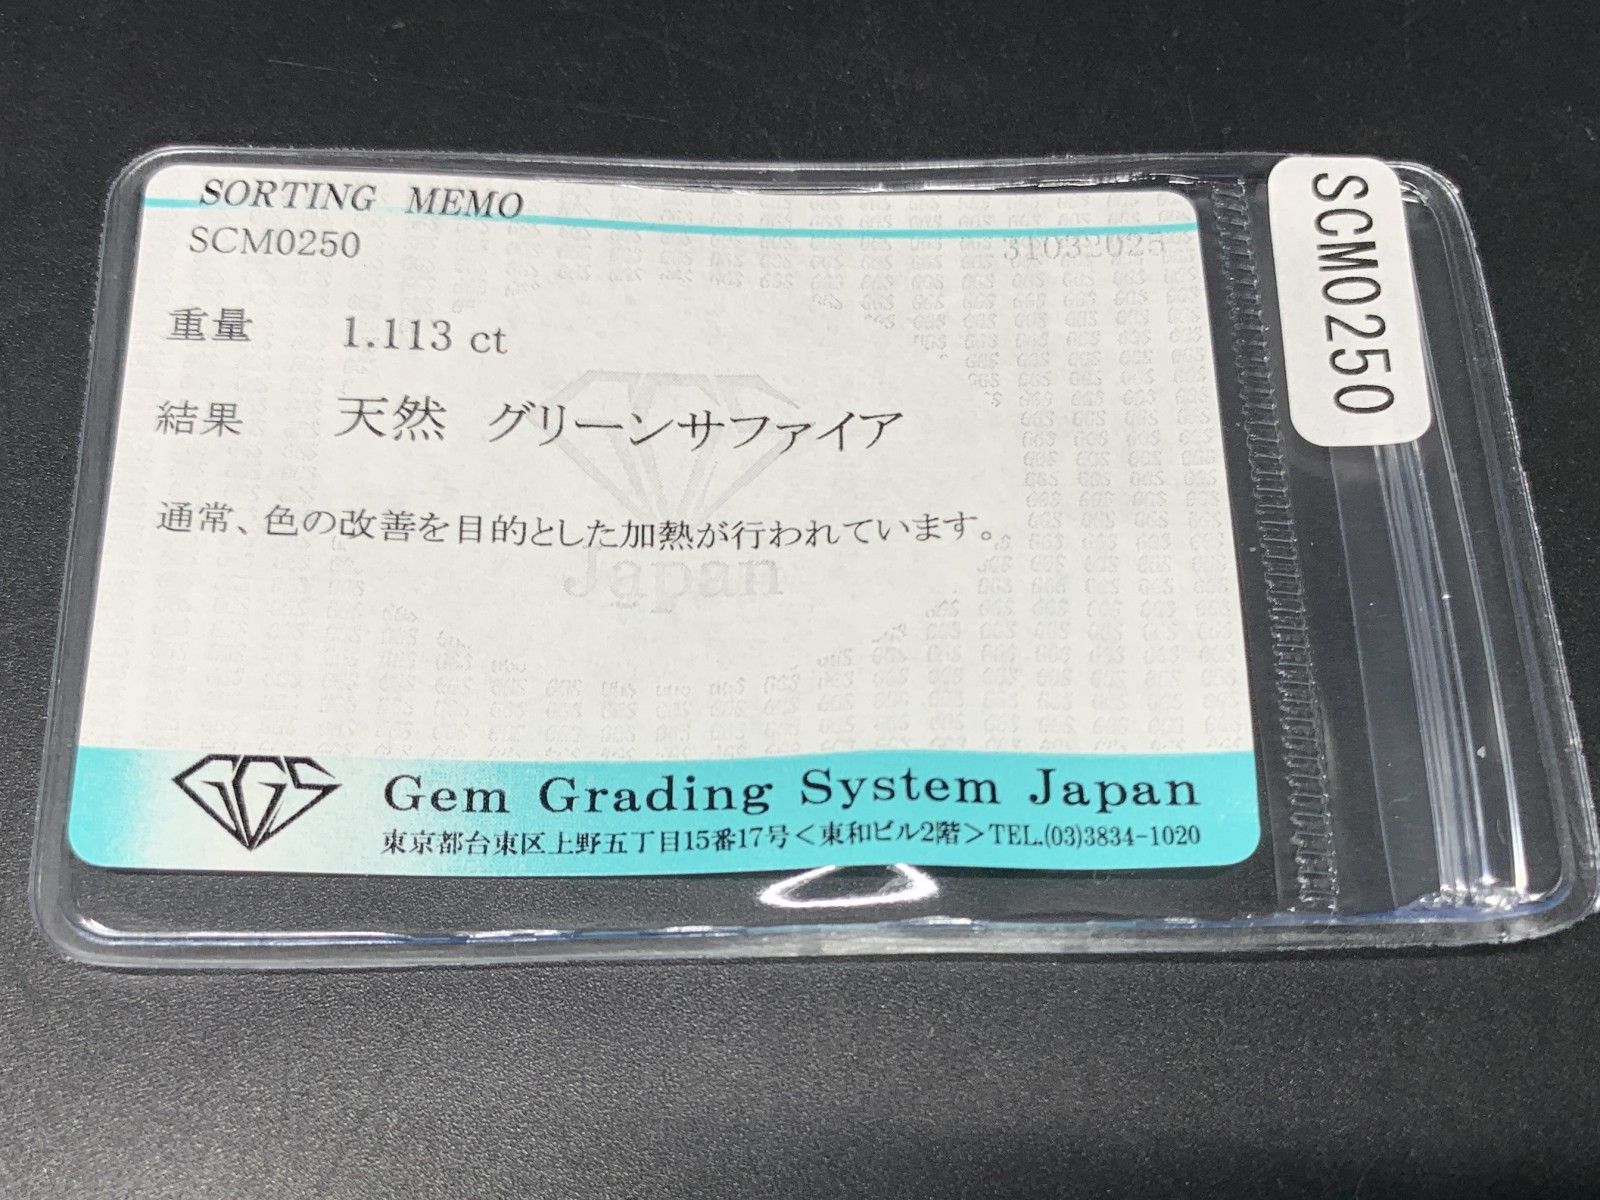 SORTING MEMO
SCM0250
31032025
重量 1.113 ct
結果 天然 グリーンサファイア
通常、色の改善を目的とした加熱が行われています。
Japan
GGS
Gem Grading System Japan
東京都台東区上野五丁目15番17号<東和ビル2階>TEL.(03)3834-1020
SCM0250